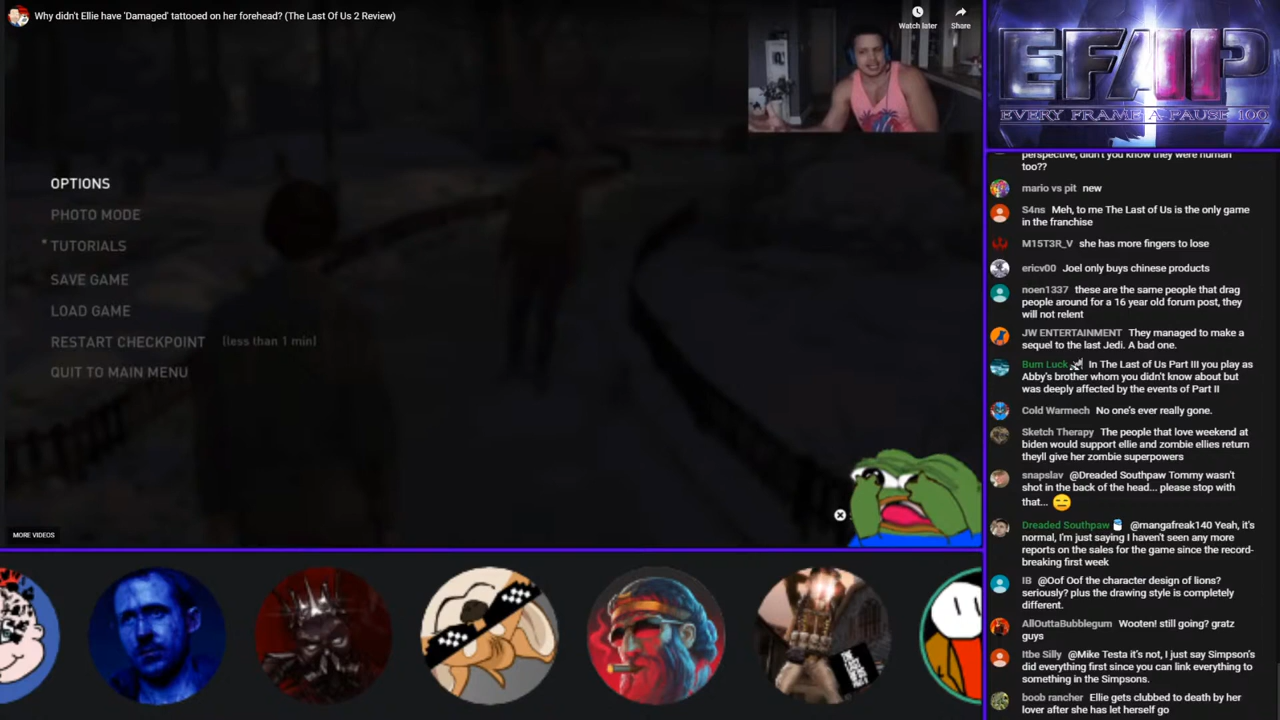 Why didn't Ellie have 'Damaged' tattooed on her forehead? (The Last Of Us 2 Review)
Watch later
Share
OPTIONS
PHOTO MODE
* TUTORIALS
SAVE GAME
LOAD GAME
RESTART CHECKPOINT (less than 1 min)
QUIT TO MAIN MENU
MORE VIDEOS
EFAP
EVERY FRAME A PAUSE 100
perspective, didn't you know they were human
too??
mario vs pit new
S4ns Meh, to me The Last of Us is the only game
in the franchise
M15T3R_V she has more fingers to lose
ericv00 Joel only buys chinese products
noen1337 these are the same people that drag
people around for a 16 year old forum post, they
will not relent
JW ENTERTAINMENT They managed to make a
sequel to the last Jedi. A bad one.
Bum Luck In The Last of Us Part III you play as
Abby's brother whom you didn't know about but
was deeply affected by the events of Part II
Cold Warmech No one's ever really gone.
Sketch Therapy The people that love weekend at
biden would support ellie and zombie ellies return
theyll give her zombie superpowers
snapslav @Dreaded Southpaw Tommy wasn't
shot in the back of the head... please stop with
that...
Dreaded Southpaw @mangafreak140 Yeah, it's
normal, I'm just saying I haven't seen any more
reports on the sales for the game since the record-
breaking first week
IB @Oof Oof the character design of lions?
seriously? plus the drawing style is completely
different.
AllOuttaBubblegum Wooten! still going? gratz
guys
Itbe Silly @Mike Testa it's not, I just say Simpson's
did everything first since you can link everything to
something in the Simpsons.
boob rancher Ellie gets clubbed to death by her
lover after she has let herself go